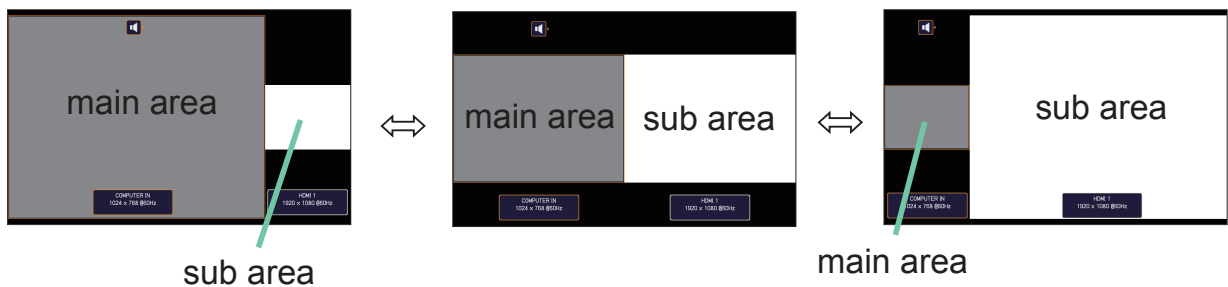 main area
COMPUTER IN
1024 x 768 @60Hz
HDMI 1
1920 x 1080 @60Hz
sub area
main area
sub area
COMPUTER IN
1024 x 768 @60Hz
HDMI 1
1920 x 1080 @60Hz
sub area
COMPUTER IN
1024 x 768 @60Hz
HDMI 1
1920 x 1080 @60Hz
main area